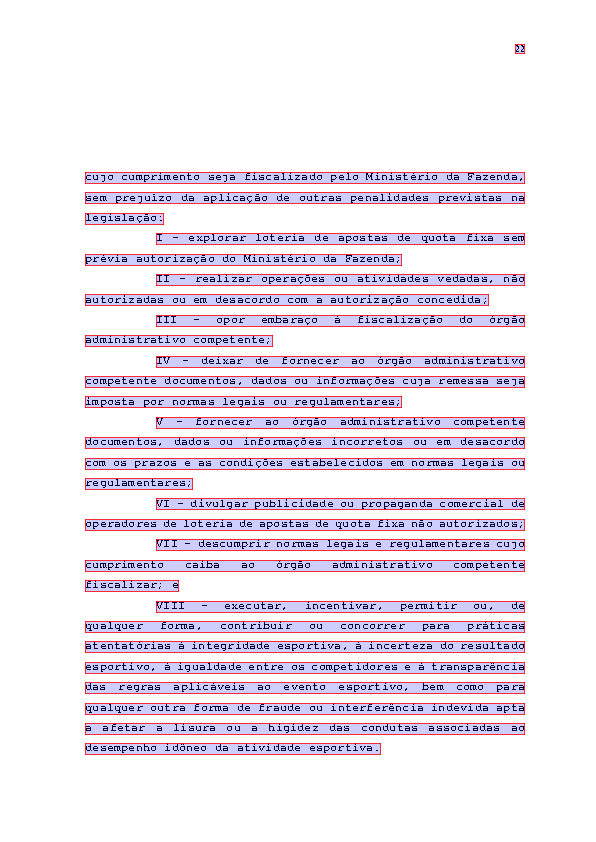 22
cujo cumprimento seja fiscalizado pelo Ministério da Fazenda,
sem prejuízo da aplicação de outras penalidades previstas na
legislação:
I - explorar loteria de apostas de quota fixa sem
prévia autorização do Ministério da Fazenda;
II - realizar operações ou atividades vedadas, não
autorizadas ou em desacordo com a autorização concedida;
III - opor embaraço à fiscalização do órgão
administrativo competente;
IV - deixar de fornecer ao órgão administrativo
competente documentos, dados ou informações cuja remessa seja
imposta por normas legais ou regulamentares;
V - fornecer ao órgão administrativo competente
documentos, dados ou informações incorretos ou em desacordo
com os prazos e as condições estabelecidos em normas legais ou
regulamentares;
VI - divulgar publicidade ou propaganda comercial de
operadores de loteria de apostas de quota fixa não autorizados;
VII - descumprir normas legais e regulamentares cujo
cumprimento caiba ao órgão administrativo competente
fiscalizar; e
VIII - executar, incentivar, permitir ou, de
qualquer forma, contribuir ou concorrer para práticas
atentatórias à integridade esportiva, à incerteza do resultado
esportivo, à igualdade entre os competidores e à transparência
das regras aplicáveis ao evento esportivo, bem como para
qualquer outra forma de fraude ou interferência indevida apta
a afetar a lisura ou a higidez das condutas associadas ao
desempenho idôneo da atividade esportiva.